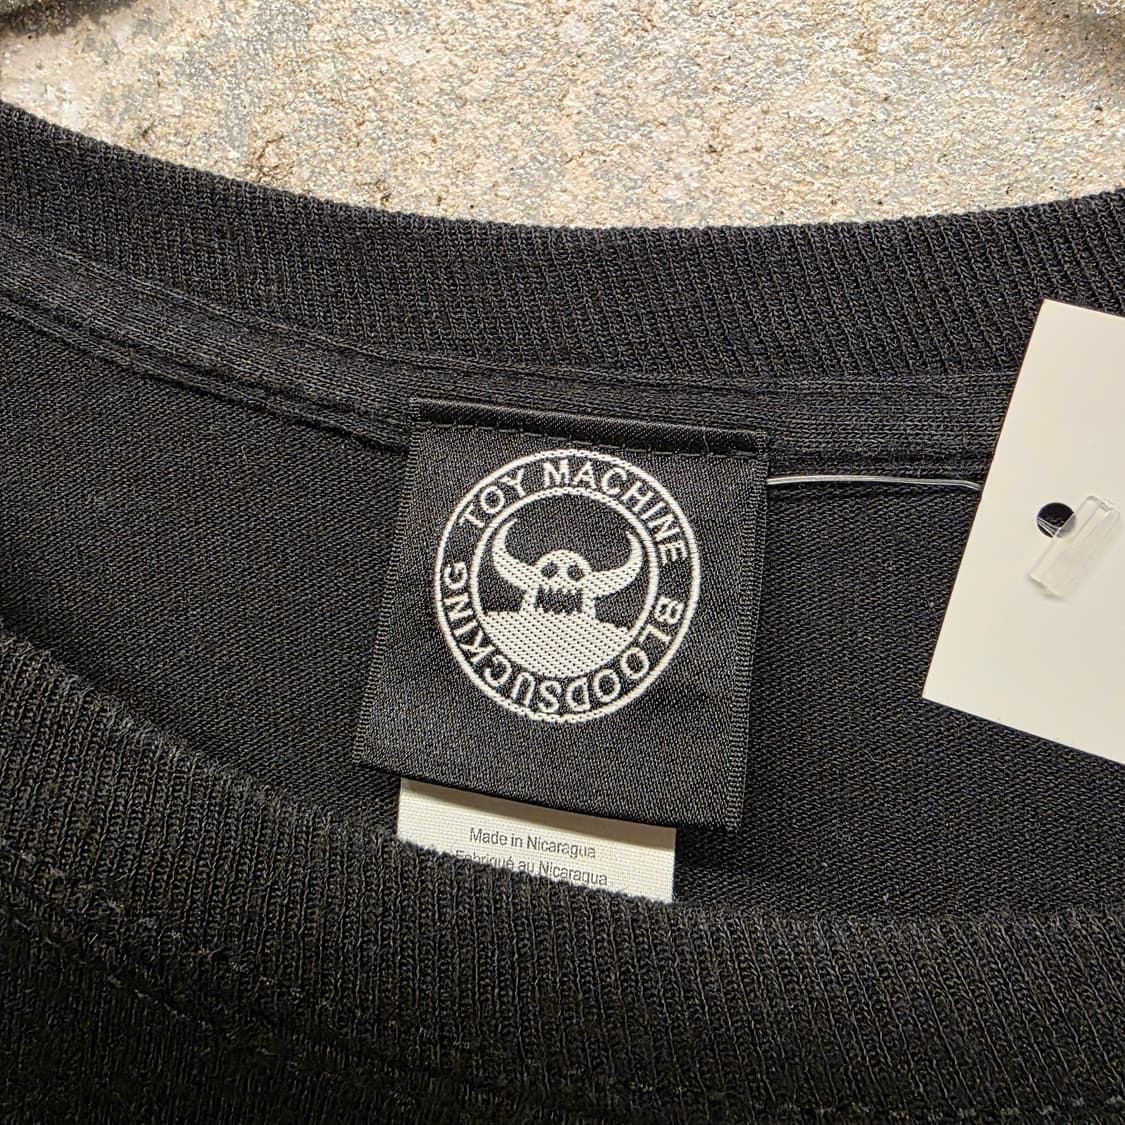 TOY MACHINE BLOODSUCKING
Made in Nicaragua
Fabriqué au Nicaragua